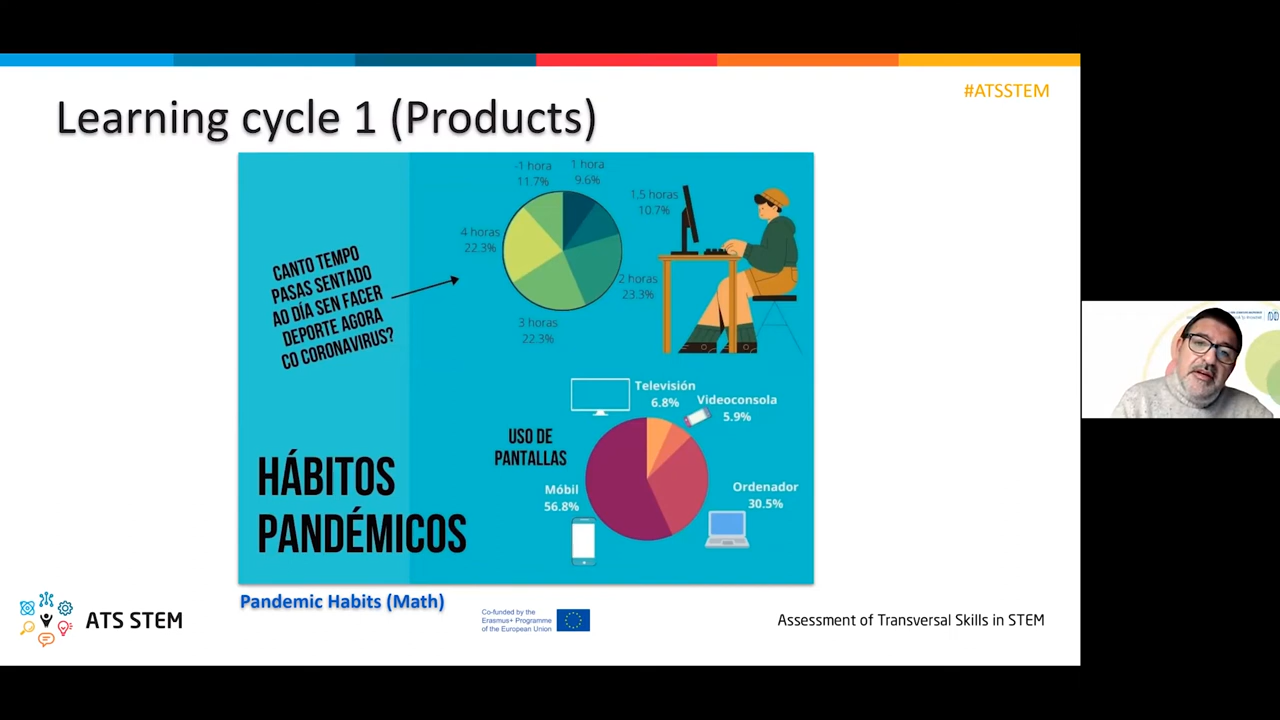 #ATSSTEM
Learning cycle 1 (Products)
-1 hora
11.7%
1 hora
9.6%
1.5 horas
10.7%
4 horas
22.3%
2 horas
23.3%
3 horas
22.3%
CANTO TEMPO
PASAS SENTADO
AO DÍA SEN FACER
DEPORTE AGORA
CO CORONAVIRUS?
Televisión
6.8%
Videoconsola
5.9%
USO DE
PANTALLAS
Móbil
56.8%
Ordenador
30.5%
HÁBITOS
PANDÉMICOS
Pandemic Habits (Math)
ATS STEM
Co-funded by the
Erasmus+ Programme
of the European Union
Assessment of Transversal Skills in STEM